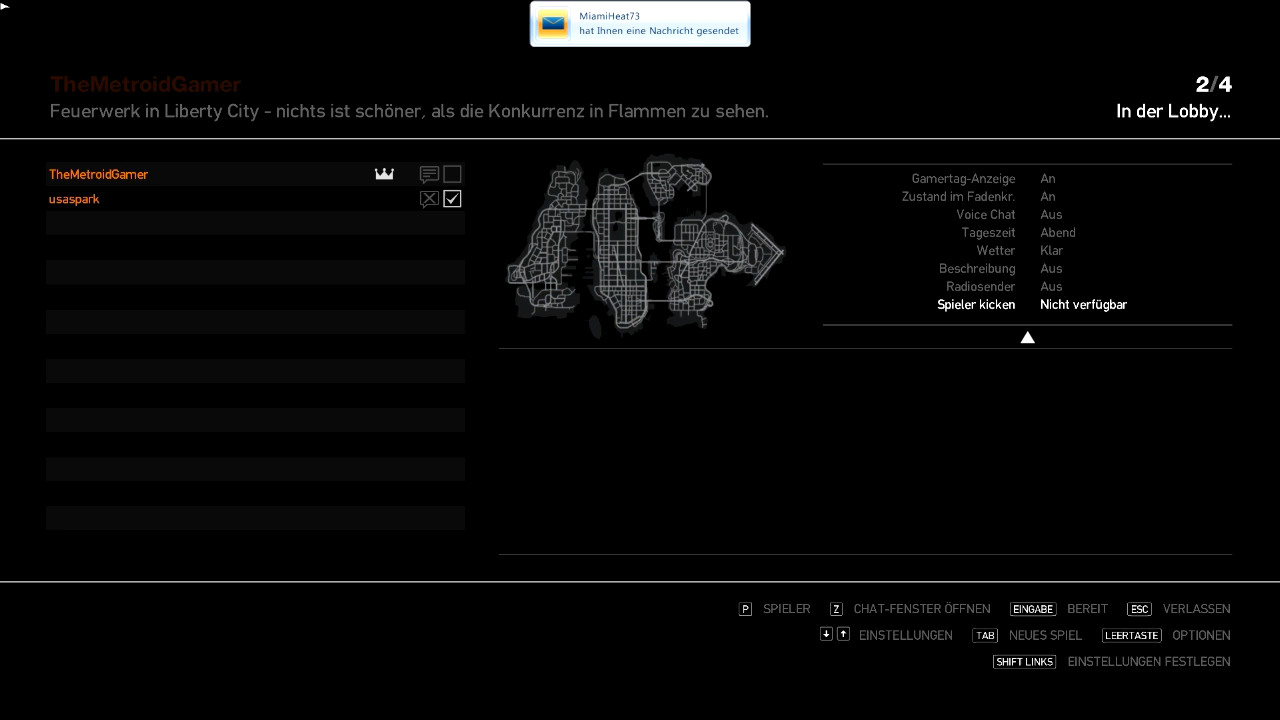 MiamiHeat73
hat Ihnen eine Nachricht gesendet
TheMetroidGamer
2/4
Feuerwerk in Liberty City - nichts ist schöner, als die Konkurrenz in Flammen zu sehen.
In der Lobby...
TheMetroidGamer
usaspark
Gamertag-Anzeige An
Zustand im Fadenkr. An
Voice Chat Aus
Tageszeit Abend
Wetter Klar
Beschreibung Aus
Radiosender Aus
Spieler kicken Nicht verfügbar
P SPIELER Z CHAT-FENSTER ÖFFNEN EINGABE BEREIT ESC VERLASSEN
EINSTELLUNGEN TAB NEUES SPIEL LEERTASTE OPTIONEN
SHIFT LINKS EINSTELLUNGEN FESTLEGEN